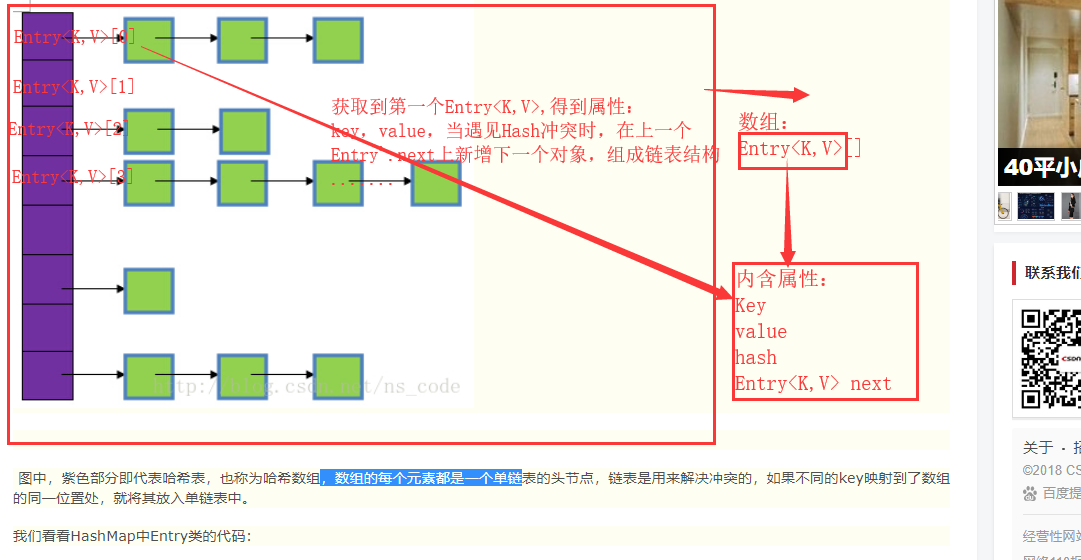 Entry<K,V>[0]
Entry<K,V>[1]
Entry<K,V>[2]
Entry<K,V>[3]
获取到第一个Entry<K,V>,得到属性：
key，value，当遇见Hash冲突时，在上一个
Entry`.next上新增下一个对象，组成链表结构
.......
数组：
Entry<K,V>[]
内含属性：
Key
value
hash
Entry<K,V> next
http://blog.csdn.net/ns_code
图中，紫色部分即代表哈希表，也称为哈希数组，数组的每个元素都是一个单链表的头节点，链表是用来解决冲突的，如果不同的key映射到了数组
的同一位置处，就将其放入单链表中。
我们看看HashMap中Entry类的代码：
40平小
联系我们
CSDN
关于 · 招
©2018 CS
百度提
经营性网站